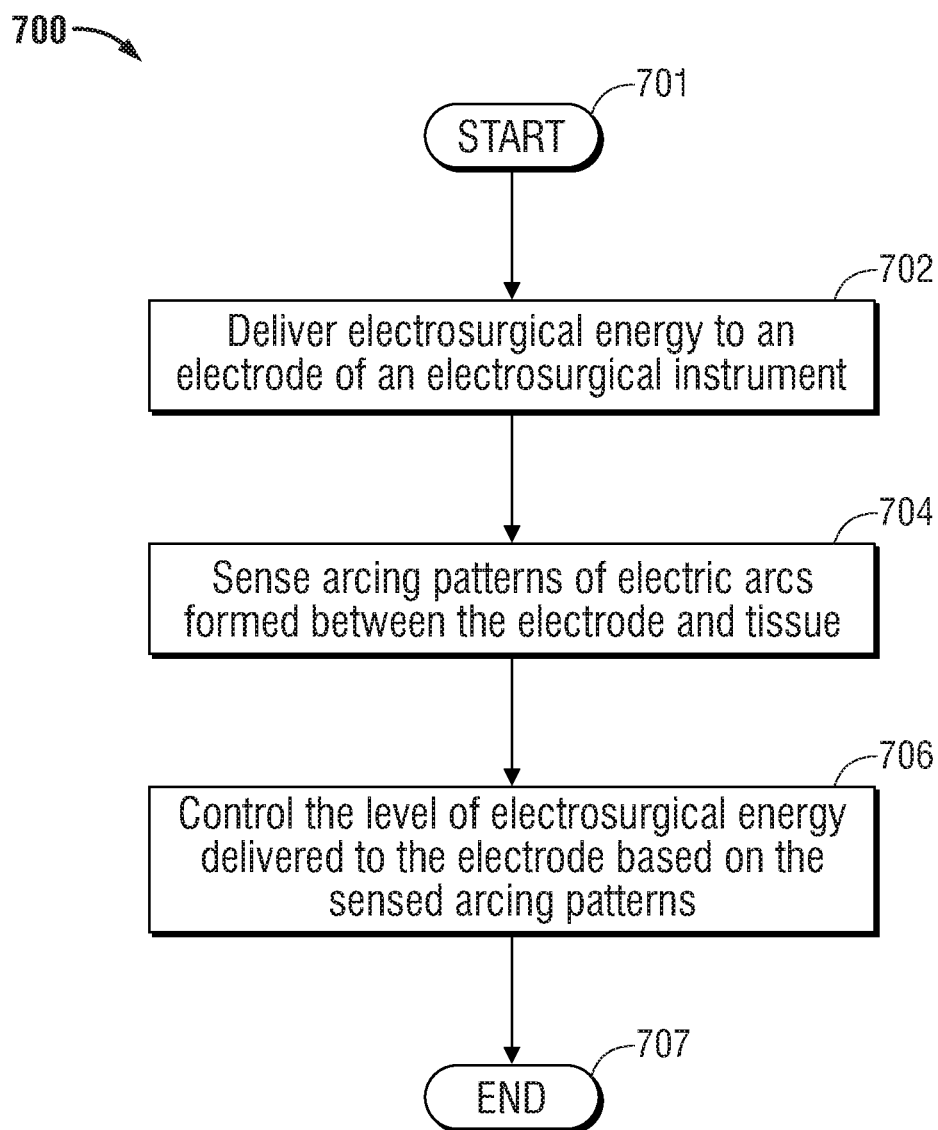 700
701
START
702
Deliver electrosurgical energy to an
electrode of an electrosurgical instrument
704
Sense arcing patterns of electric arcs
formed between the electrode and tissue
706
Control the level of electrosurgical energy
delivered to the electrode based on the
sensed arcing patterns
707
END